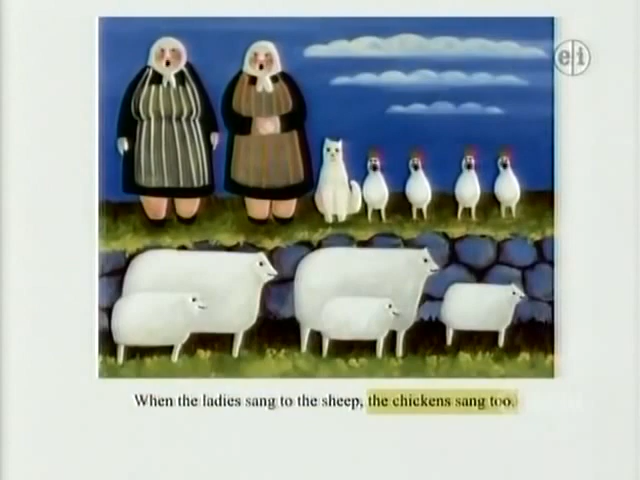 e/i
When the ladies sang to the sheep, the chickens sang too.